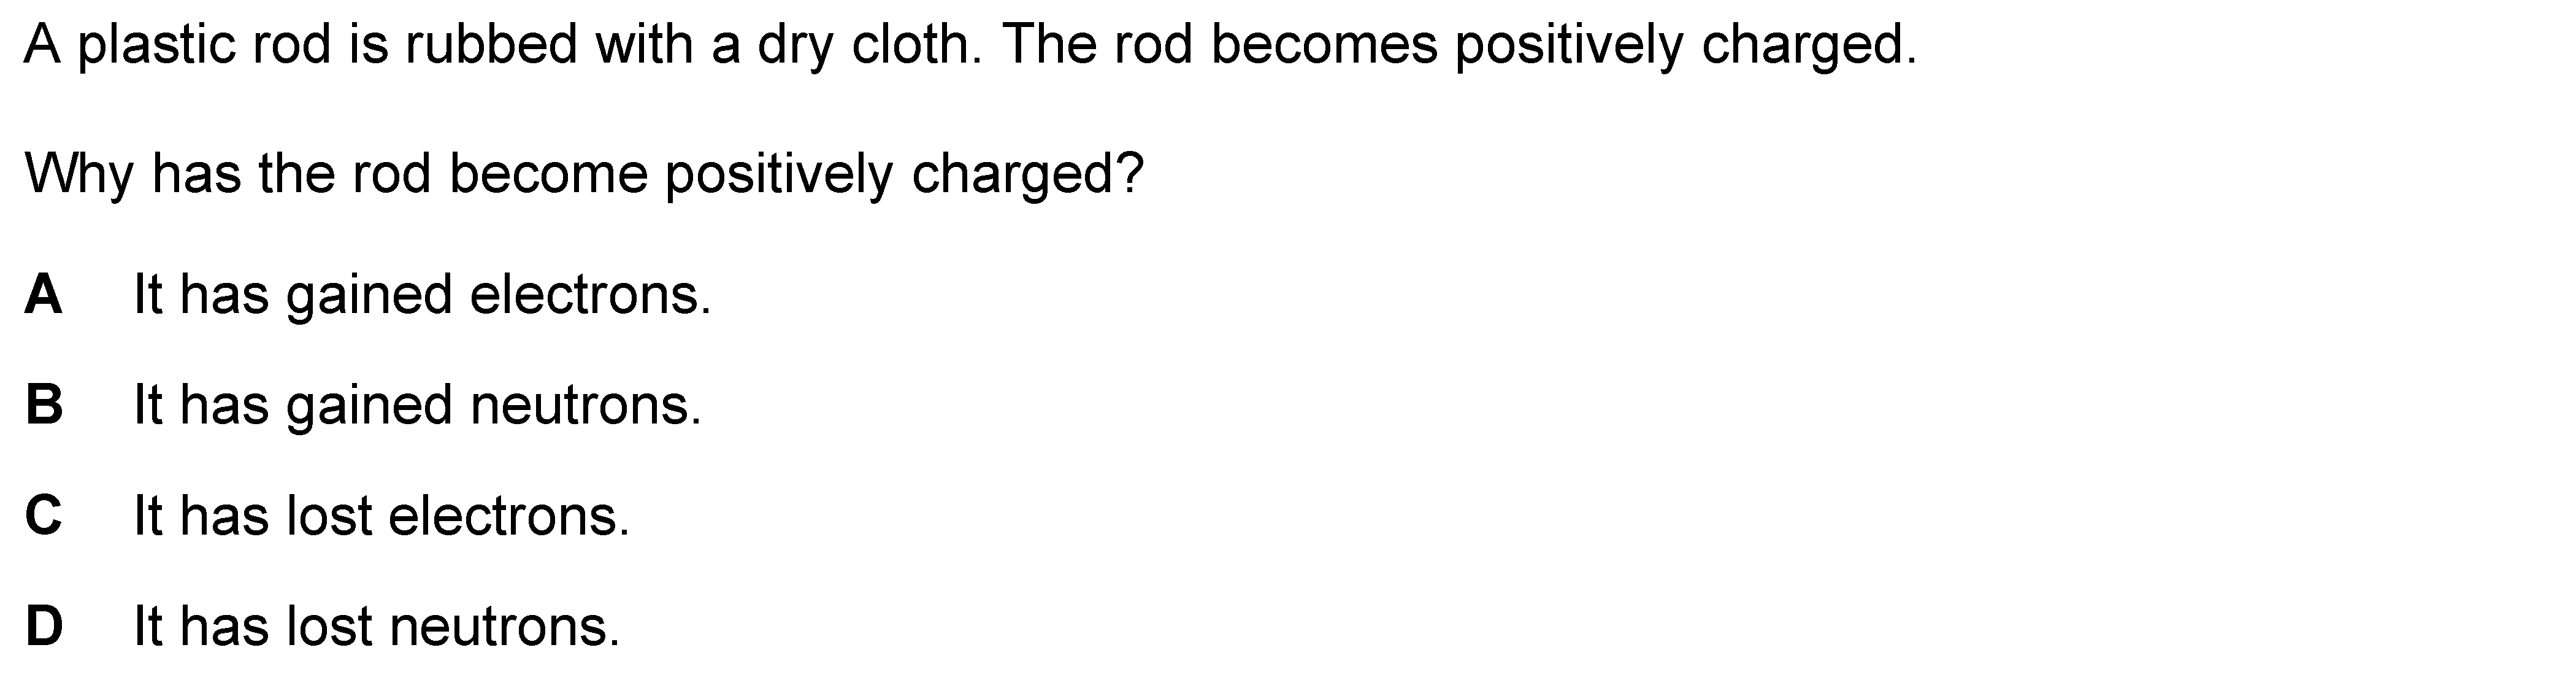 A plastic rod is rubbed with a dry cloth. The rod becomes positively charged.
Why has the rod become positively charged?
A It has gained electrons.
B It has gained neutrons.
C It has lost electrons.
D It has lost neutrons.